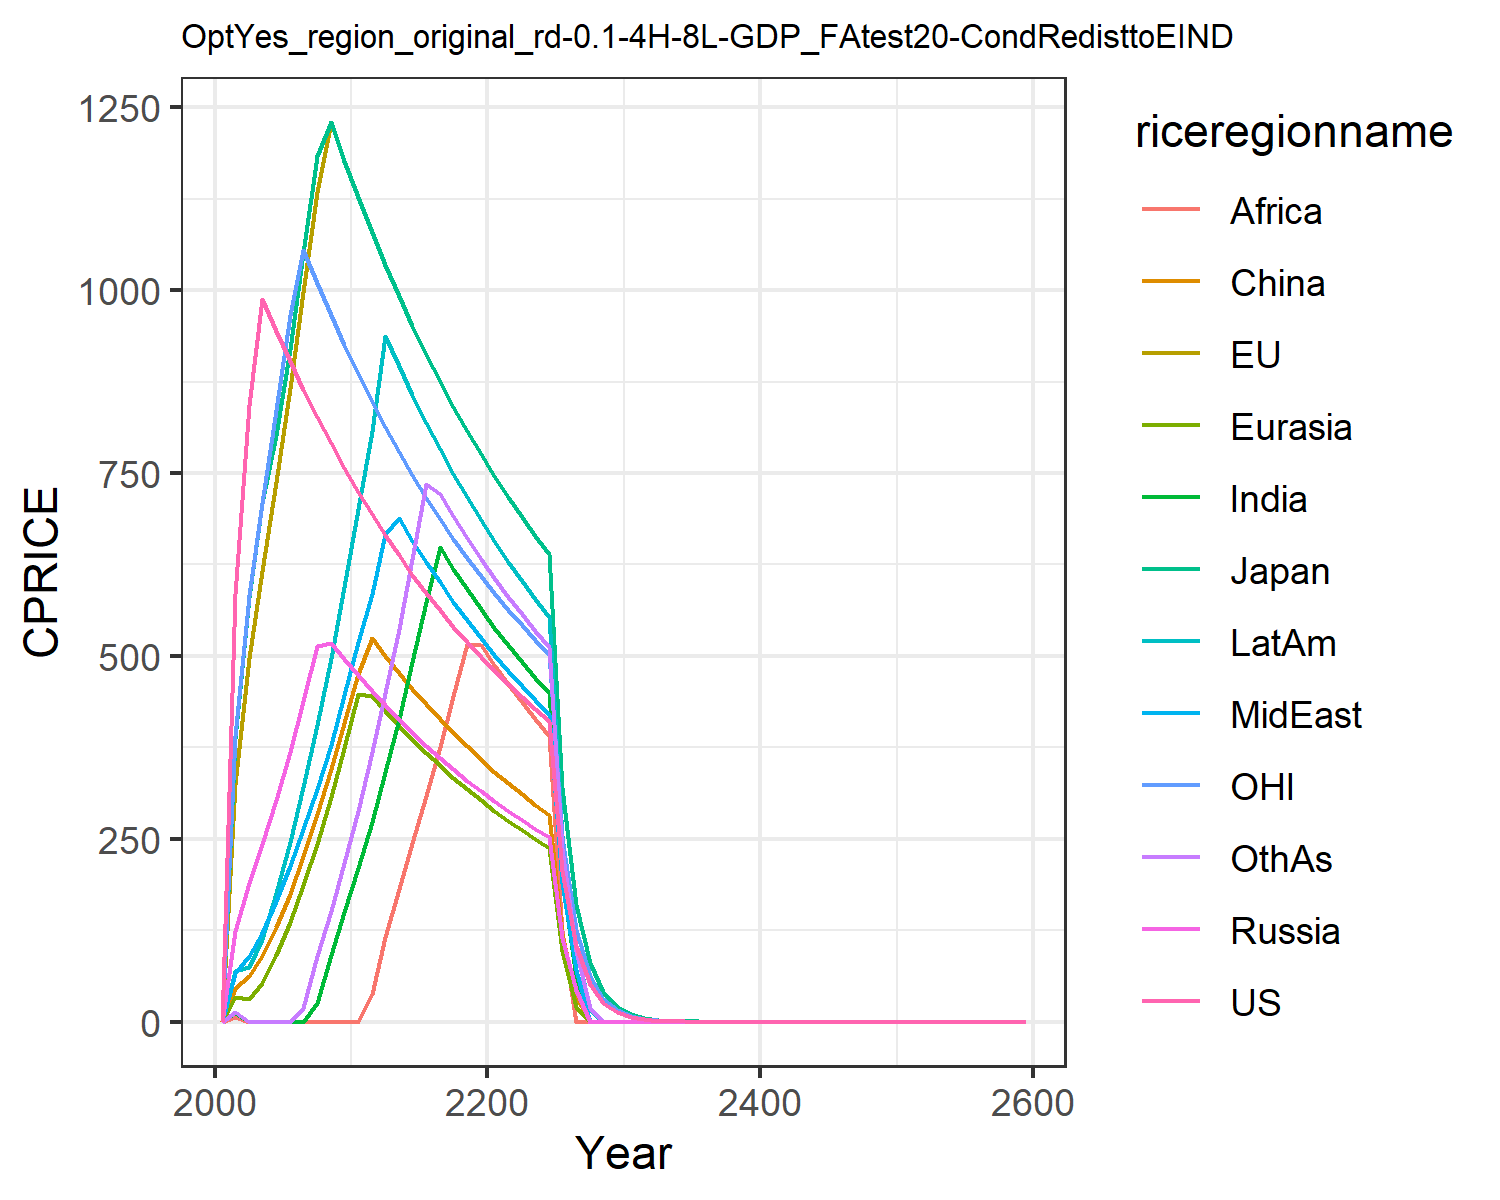 OptYes_region_original_rd-0.1-4H-8L-GDP_FAtest20-CondRedisttoEIND
1250
1000
750
500
250
0
CPRICE
2000 2200 2400 2600
Year
riceregionname
Africa
China
EU
Eurasia
India
Japan
LatAm
MidEast
OHI
OthAs
Russia
US